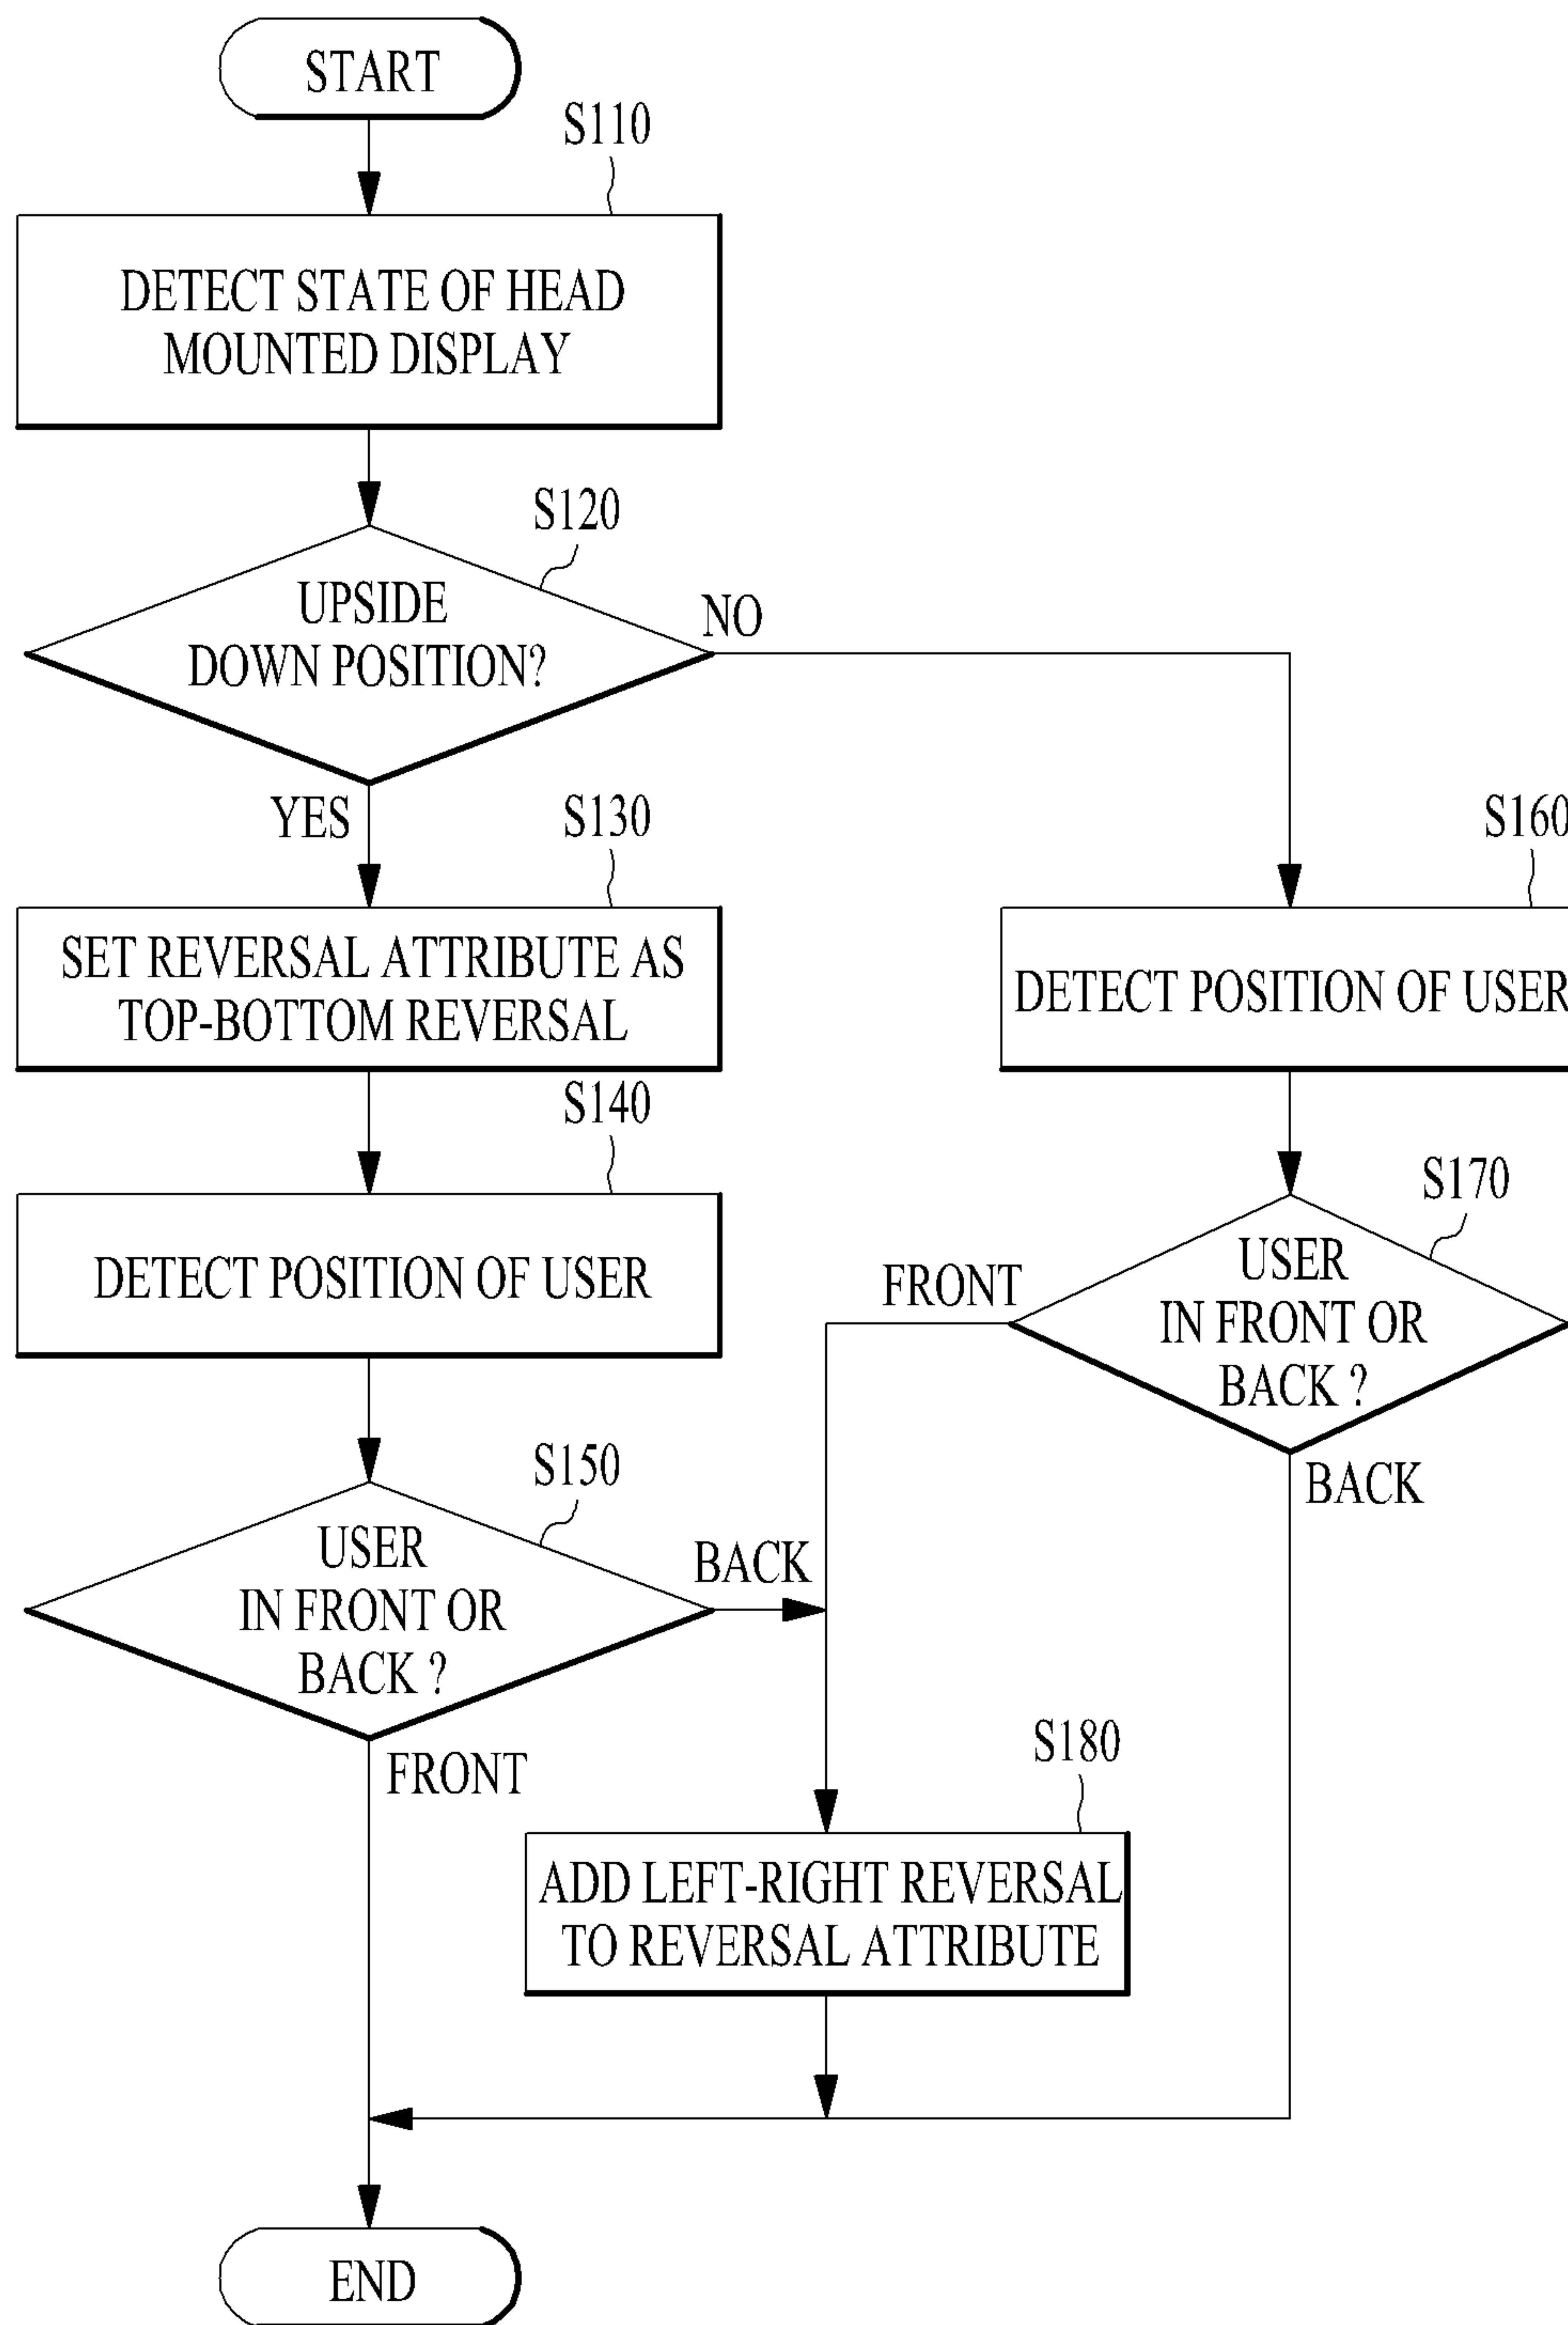 START
S110
DETECT STATE OF HEAD
MOUNTED DISPLAY
S120
UPSIDE
DOWN POSITION?
NO
YES
S130
SET REVERSAL ATTRIBUTE AS
TOP-BOTTOM REVERSAL
S160
DETECT POSITION OF USER
S140
DETECT POSITION OF USER
S170
USER
IN FRONT OR
BACK ?
FRONT
BACK
S150
USER
IN FRONT OR
BACK ?
BACK
FRONT
S180
ADD LEFT-RIGHT REVERSAL
TO REVERSAL ATTRIBUTE
END